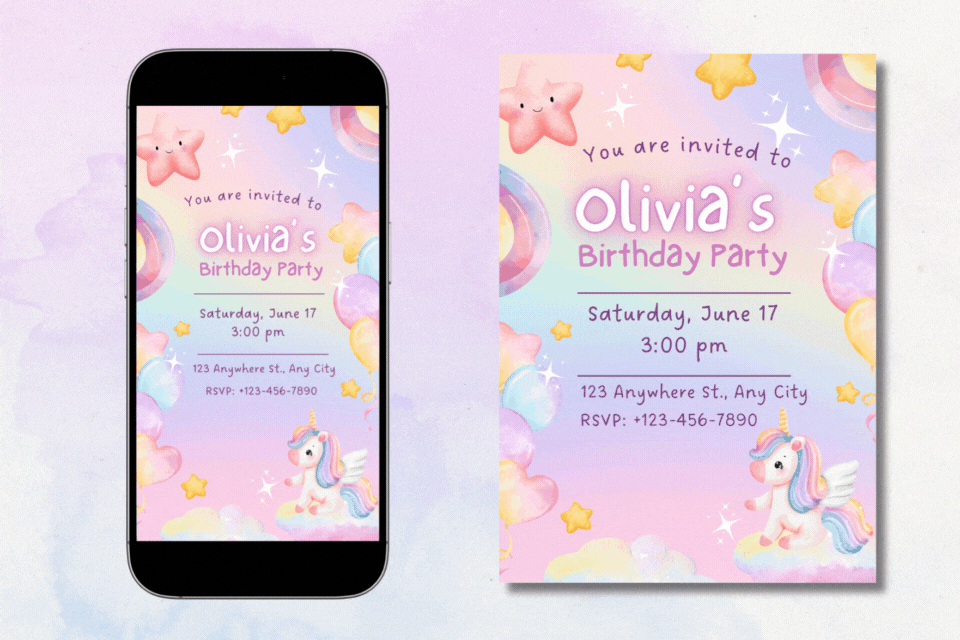 You are invited to
Olivia's
Birthday Party
Saturday, June 17
3:00 pm
123 Anywhere St., Any City
RSVP: +123-456-7890
You are invited to
Olivia's
Birthday Party
Saturday, June 17
3:00 pm
123 Anywhere St., Any City
RSVP: +123-456-7890